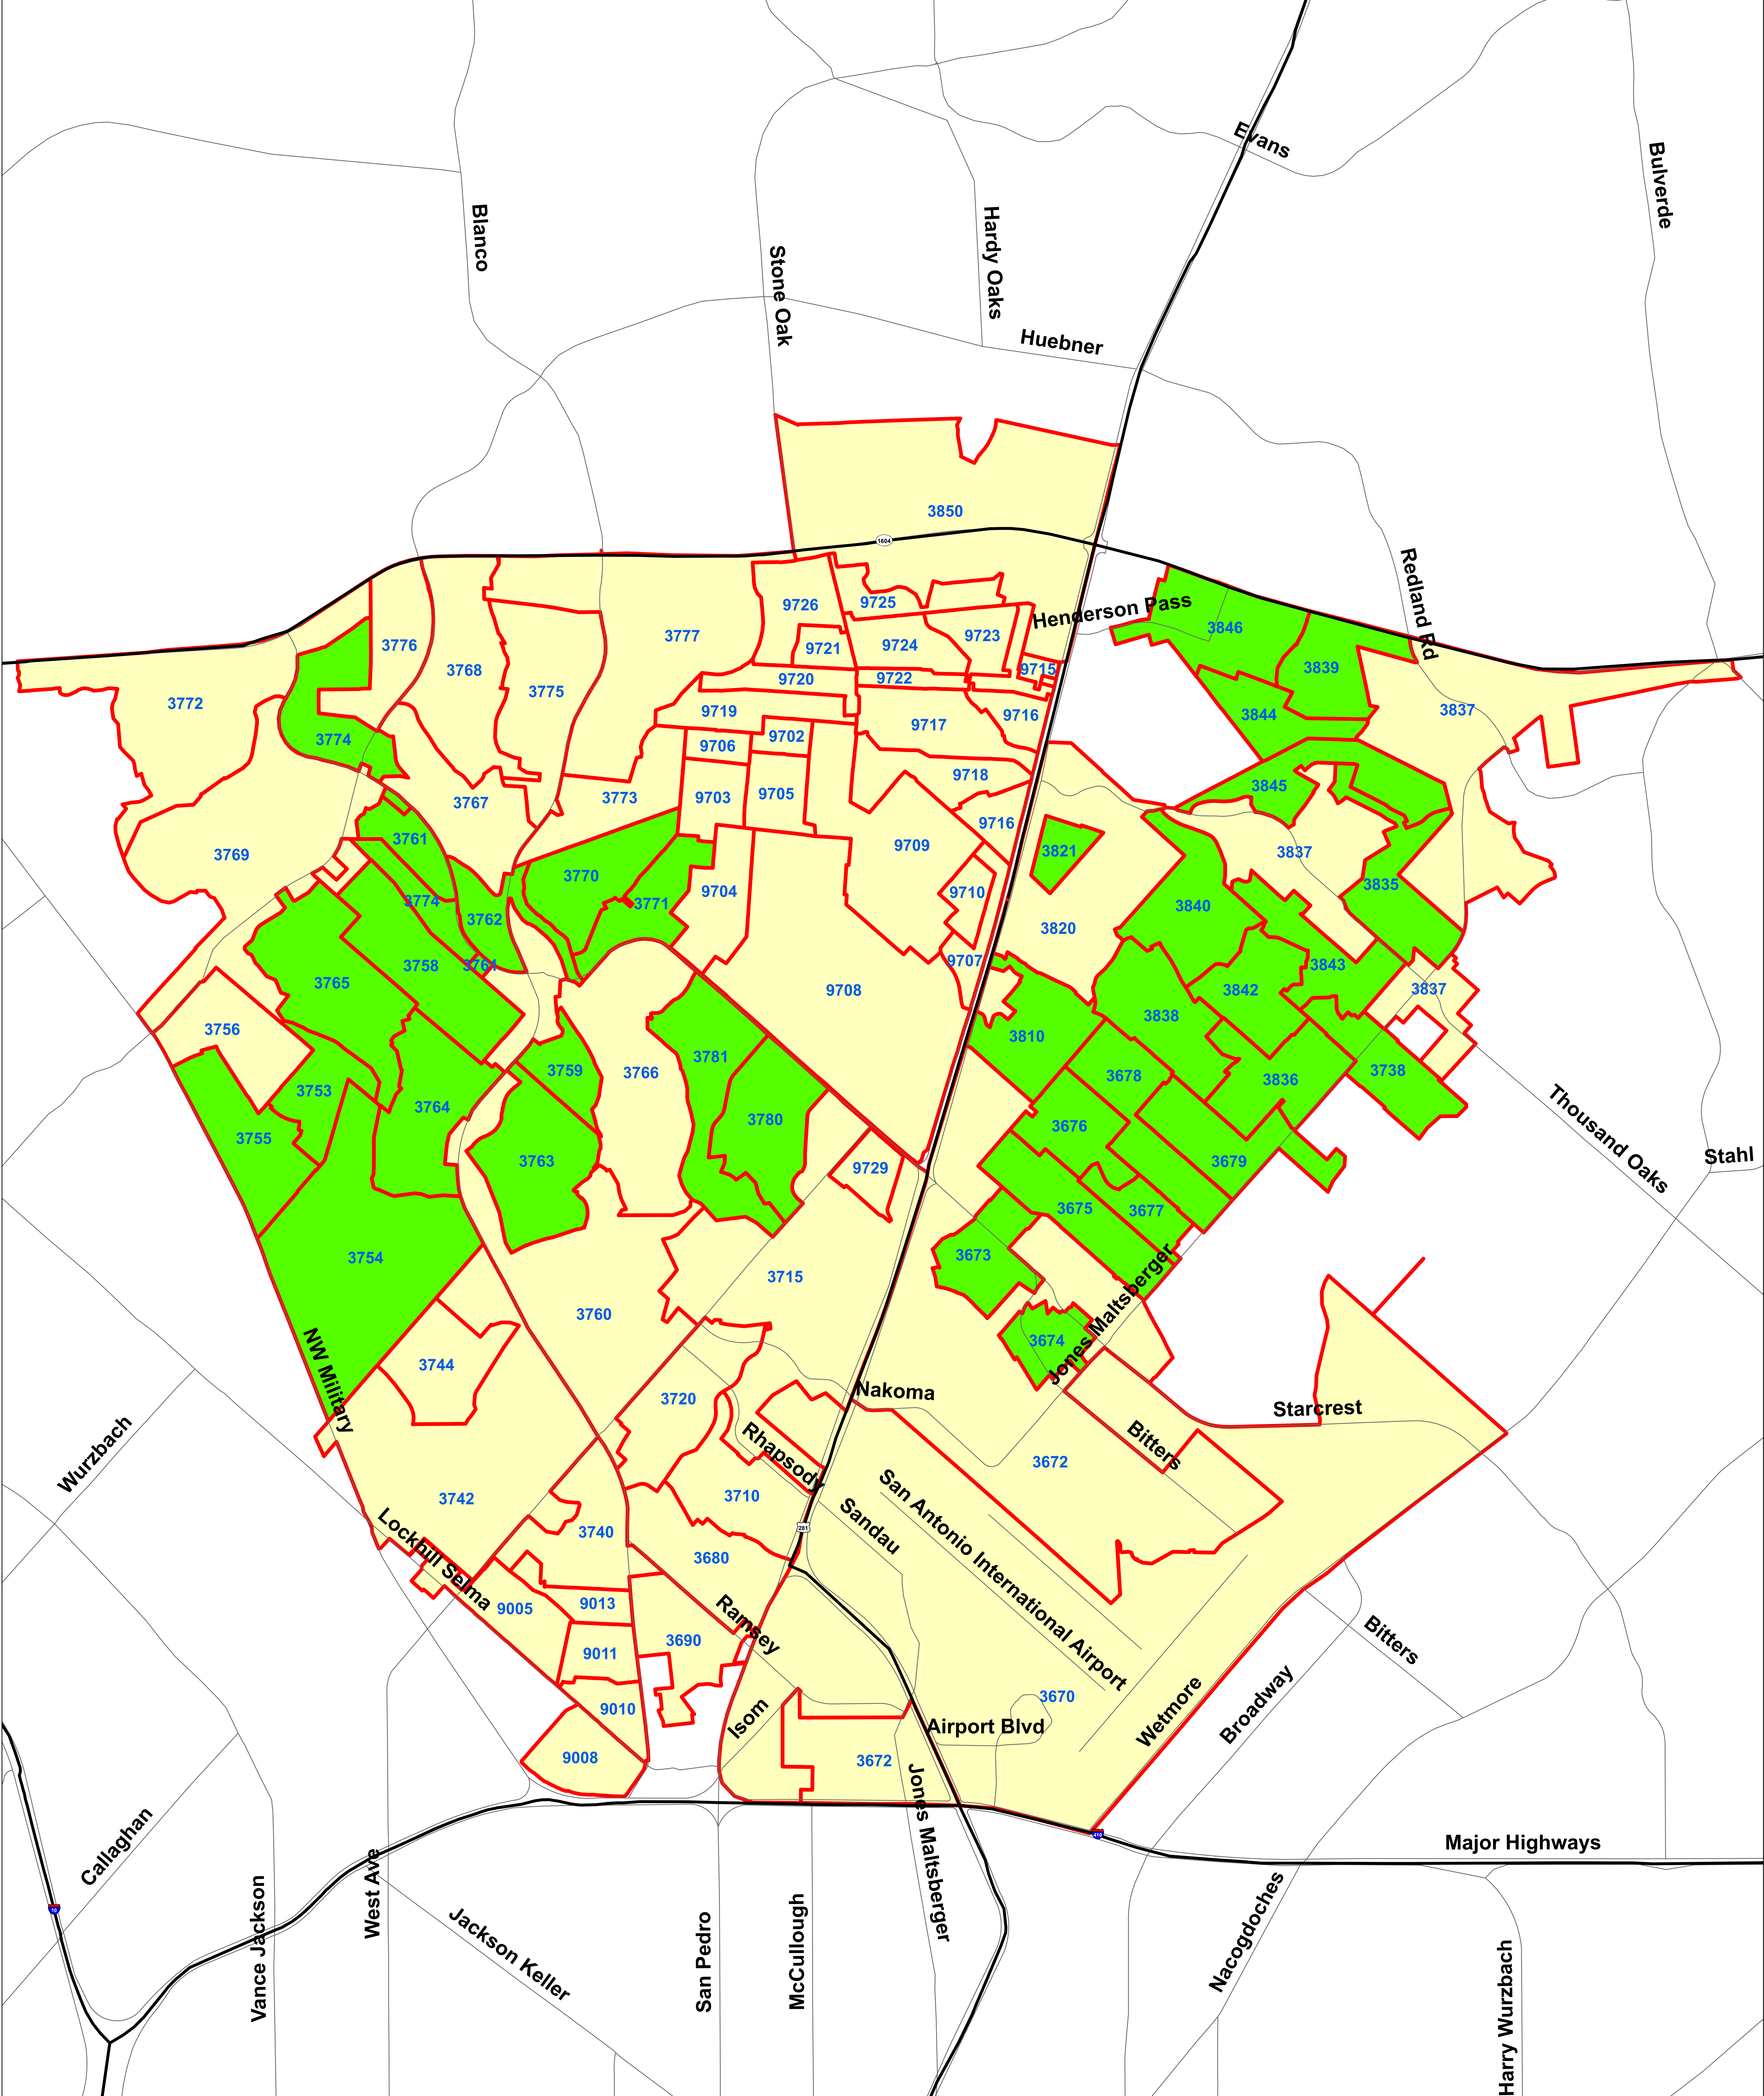 Evans
Bulverde
Blanco
Hardy Oaks
Stone Oak
Huebner
3850
1604
Redland Rd
Henderson Pass
9726
9725
3846
3777
3776
9721
9724
9723
3768
9715
3839
3775
9720
9722
3772
9719
9717
9716
3844
3837
3774
9702
9706
9718
3845
3767
3773
9703
9705
9716
3761
9709
3821
3837
3769
3770
3835
9704
9710
3774
3771
3840
3762
3820
3758
3761
9707
3843
3765
9708
3842
3837
3838
3756
3810
3781
3759
3766
3678
3836
3738
3753
3764
3780
3676
3755
Thousand Oaks
Stahl
3763
9729
3679
3675
3677
3754
3673
3715
3760
Jones Maltsberger
3674
NW Military
3744
Nakoma
3720
Starcrest
Wurzbach
Rhapsody
Bitters
3672
3742
3710
San Antonio International Airport
Sandau
281
Lockhill Selma
3740
3680
9005
9013
Ramsey
3690
9011
Bitters
3670
9010
Isom
Airport Blvd
Wetmore
Broadway
9008
3672
Jones Maltsberger
410
Major Highways
Callaghan
West Ave
Vance Jackson
10
Jackson Keller
San Pedro
McCullough
Nacogdoches
Harry Wurzbach